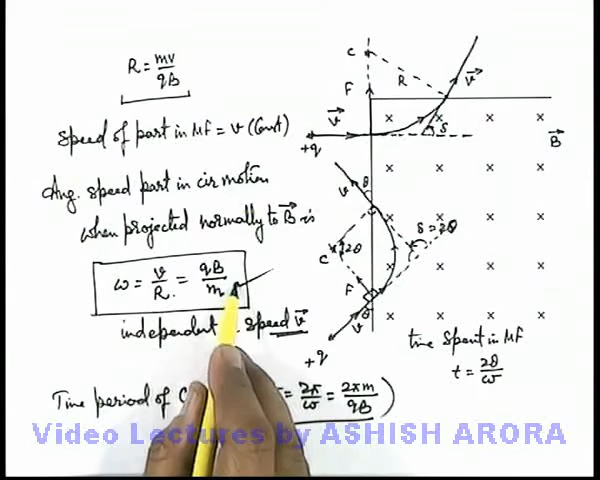 R = mv/qB
Speed of part in MF = v (Const)
Ang. speed part in cir motion
when projected normally to B⃗ is
ω = v/R = qB/m
independent speed v⃗
Time period of = 2π/ω = 2πm/qB )
C
R
F
v⃗
v⃗
+q
δ
B⃗
v
θ
δ = 2θ
C
2θ
F
θ
v
+q
time spent in MF
t = 2θ/ω
Video Lectures by ASHISH ARORA